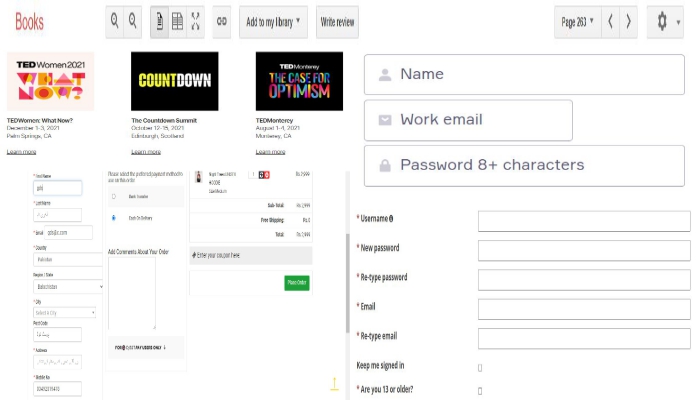 Books
Add to my library
Write review
Page 263
TEDWomen2021
WHAT
NOW?
COUNTDOWN
TEDMonterey
THE CASE FOR
OPTIMISM
TEDWomen: What Now?
December 1-3, 2021
Palm Springs, CA
Learn more
The Countdown Summit
October 12-15, 2021
Edinburgh, Scotland
Learn more
TEDMonterey
August 1-4, 2021
Monterey, CA
Learn more
Name
Work email
Password 8+ characters
* First Name
* Last Name
* Email
* Country
Pakistan
Region / State
Balochistan
* City
Select A City
Post Code
* Address
* Mobile No
Please select the preferred payment method to use on this order.
Bank Transfer
Cash On Delivery
Add Comments About Your Order
1
Rs.2,999
Sub-Total:
Rs.2,999
Free Shipping:
Rs.0
Total:
Rs.2,999
Enter your coupon here
Place Order
* Username
* New password
* Re-type password
* Email
* Re-type email
Keep me signed in
* Are you 13 or older?